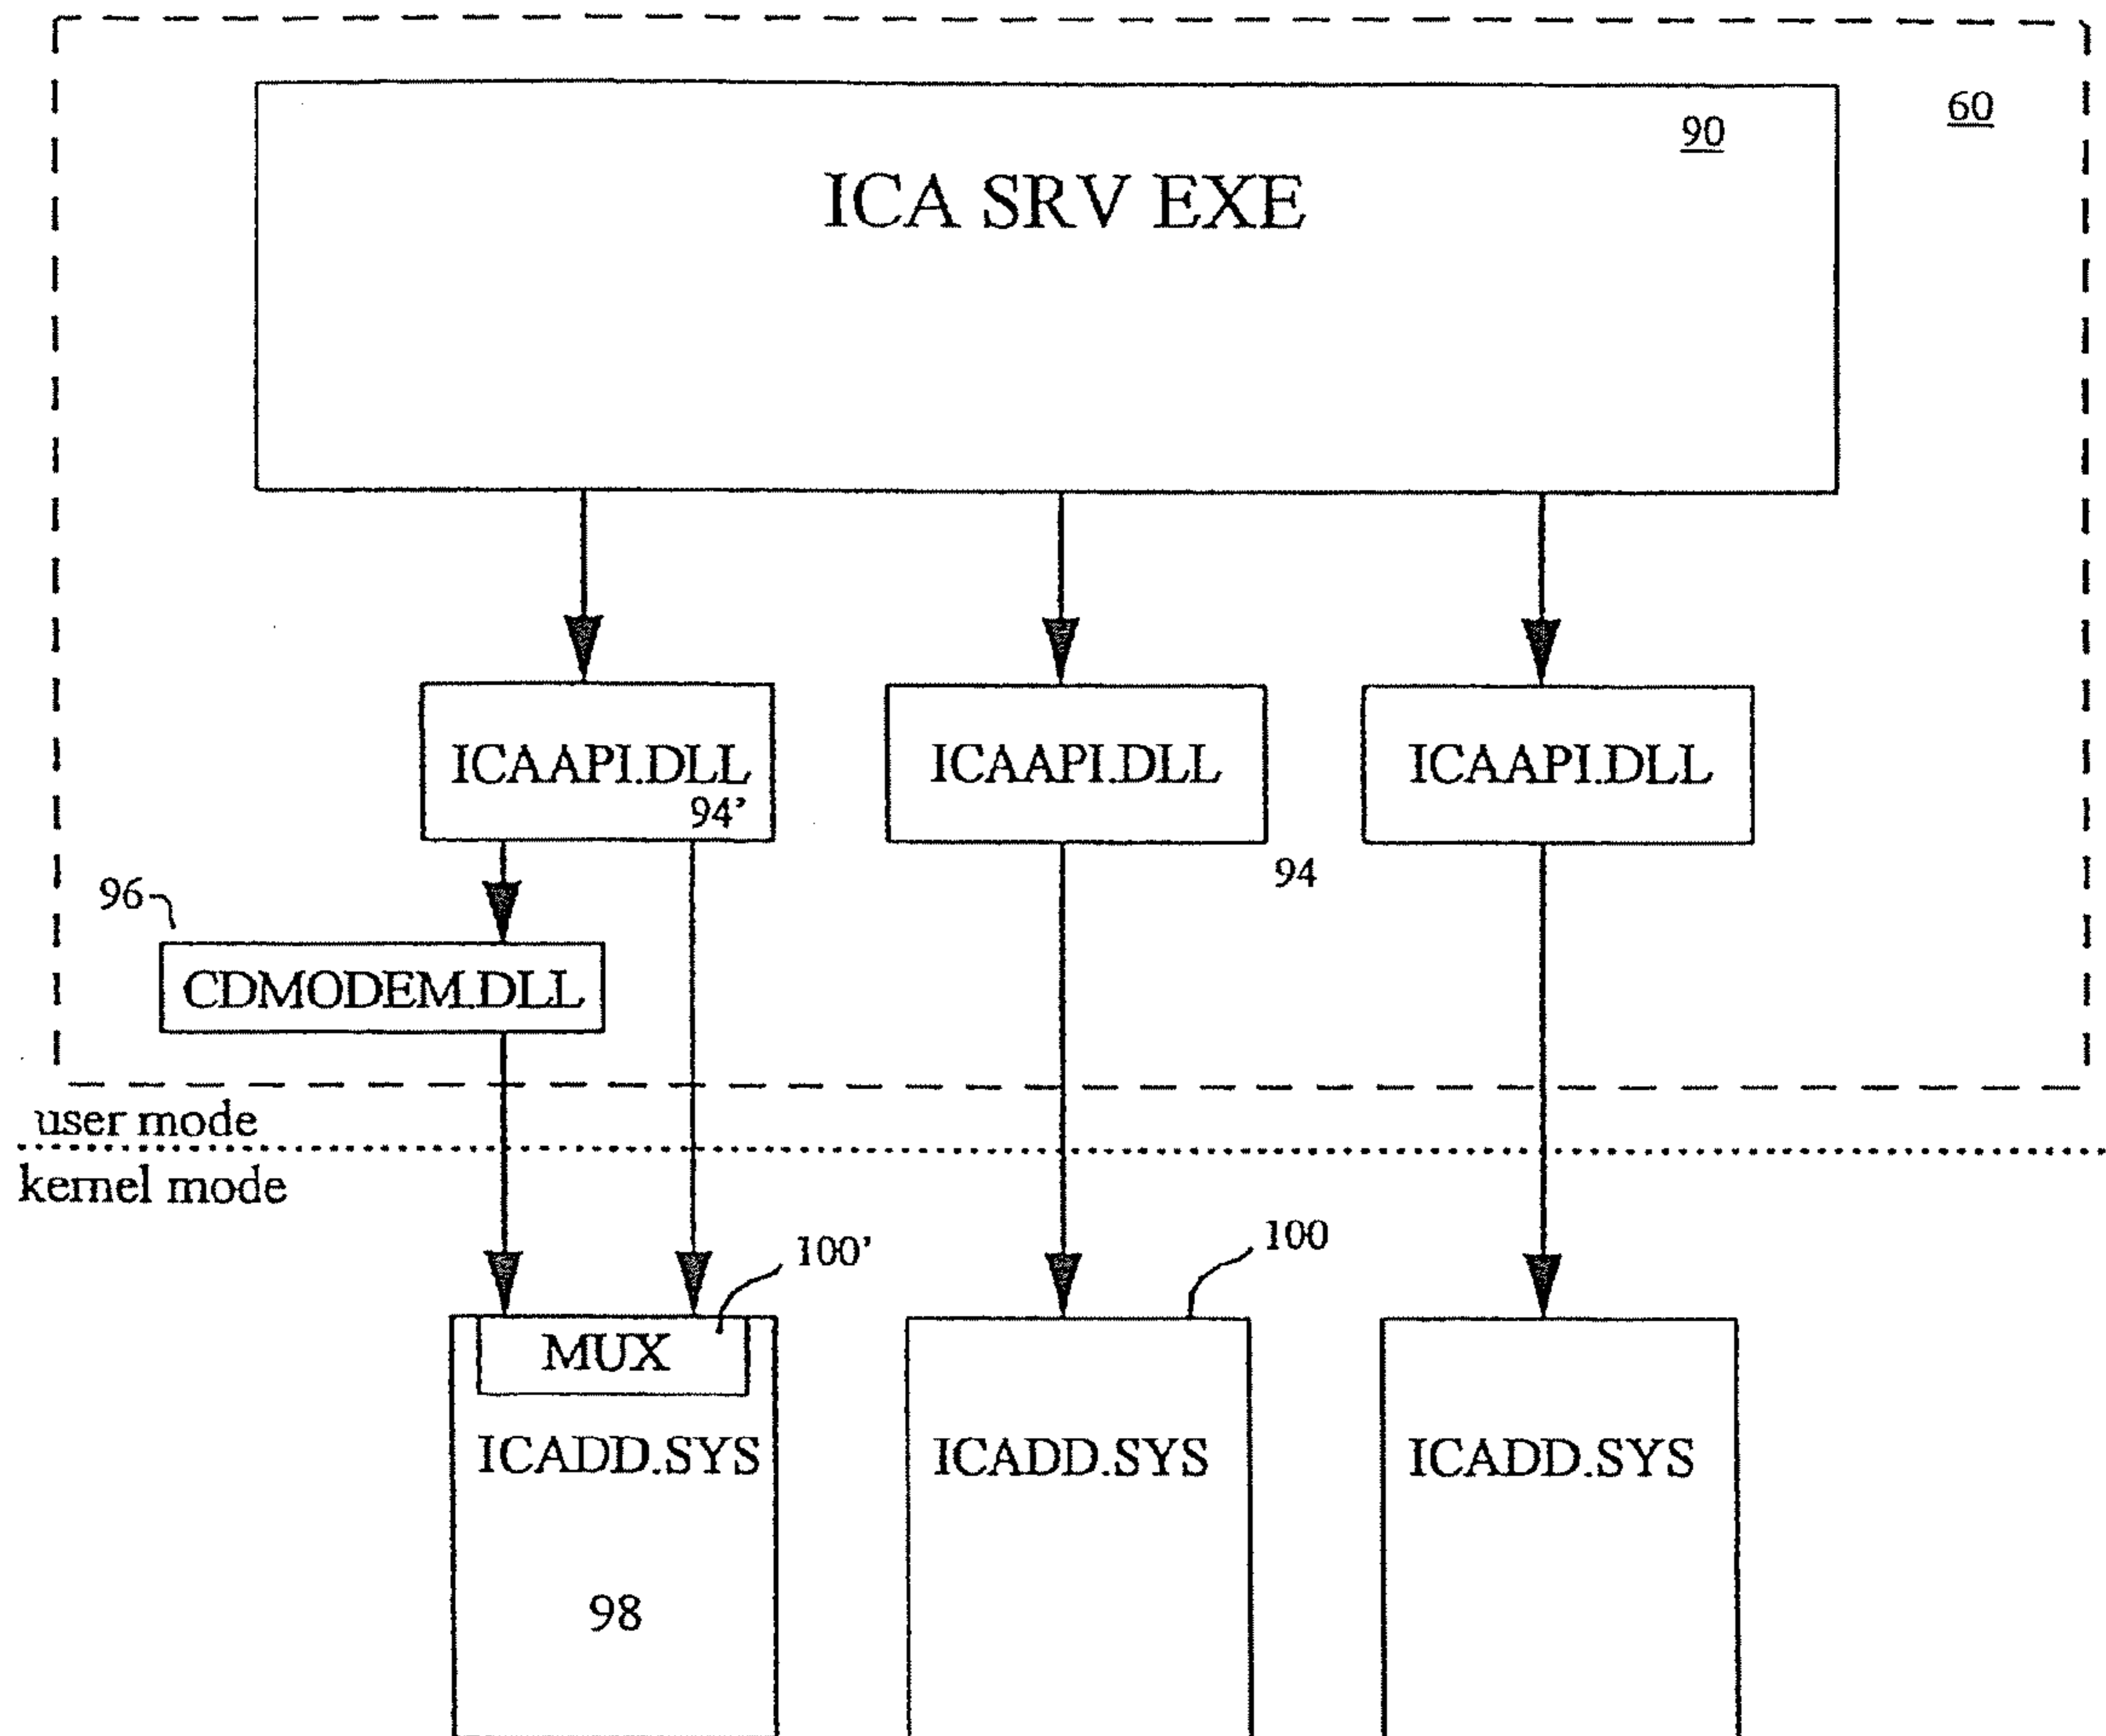 60
90
ICA SRV EXE
ICAAPI.DLL
94’
ICAAPI.DLL
94
ICAAPI.DLL
96
CDMODEM.DLL
user mode
kernel mode
100’
100
MUX
ICADD.SYS
98
ICADD.SYS
ICADD.SYS